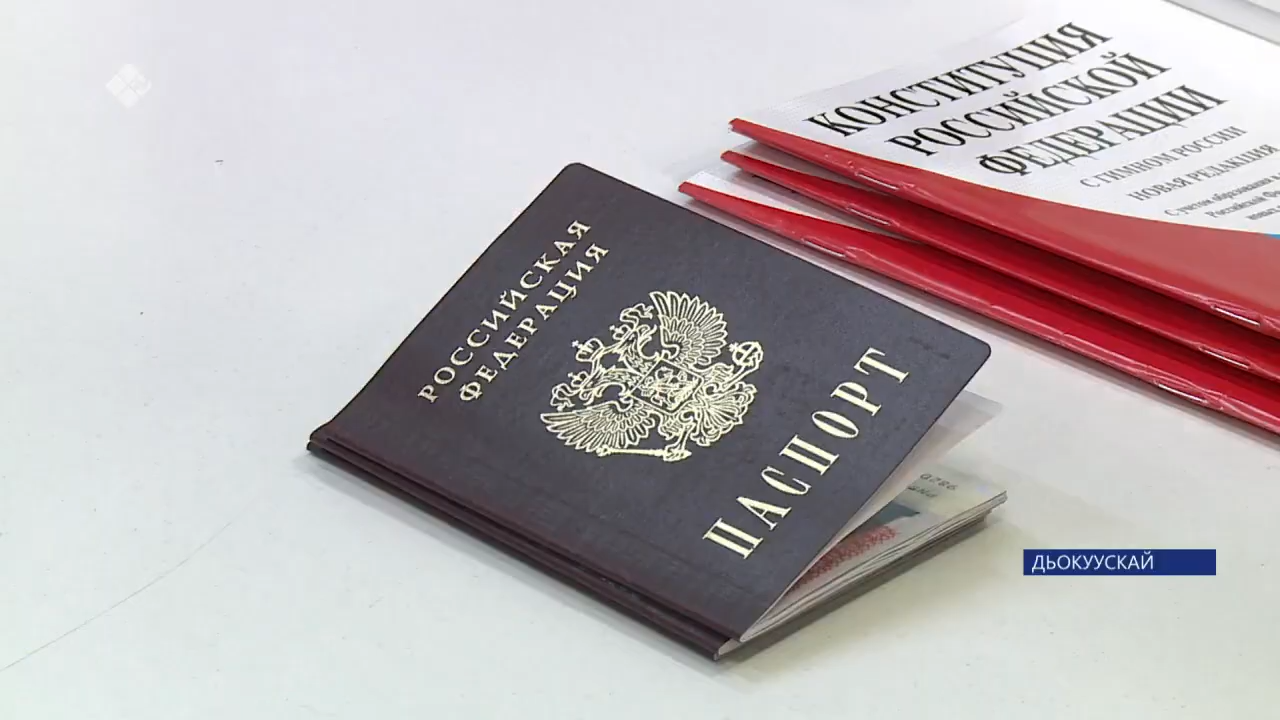 КОНСТИТУЦИЯ
РОССИЙСКОЙ
ФЕДЕРАЦИИ
С ГИМНОМ РОССИИ
НОВАЯ РЕДАКЦИЯ
РОССИЙСКАЯ
ФЕДЕРАЦИЯ
ПАСПОРТ
ДЬОКУУСКАЙ